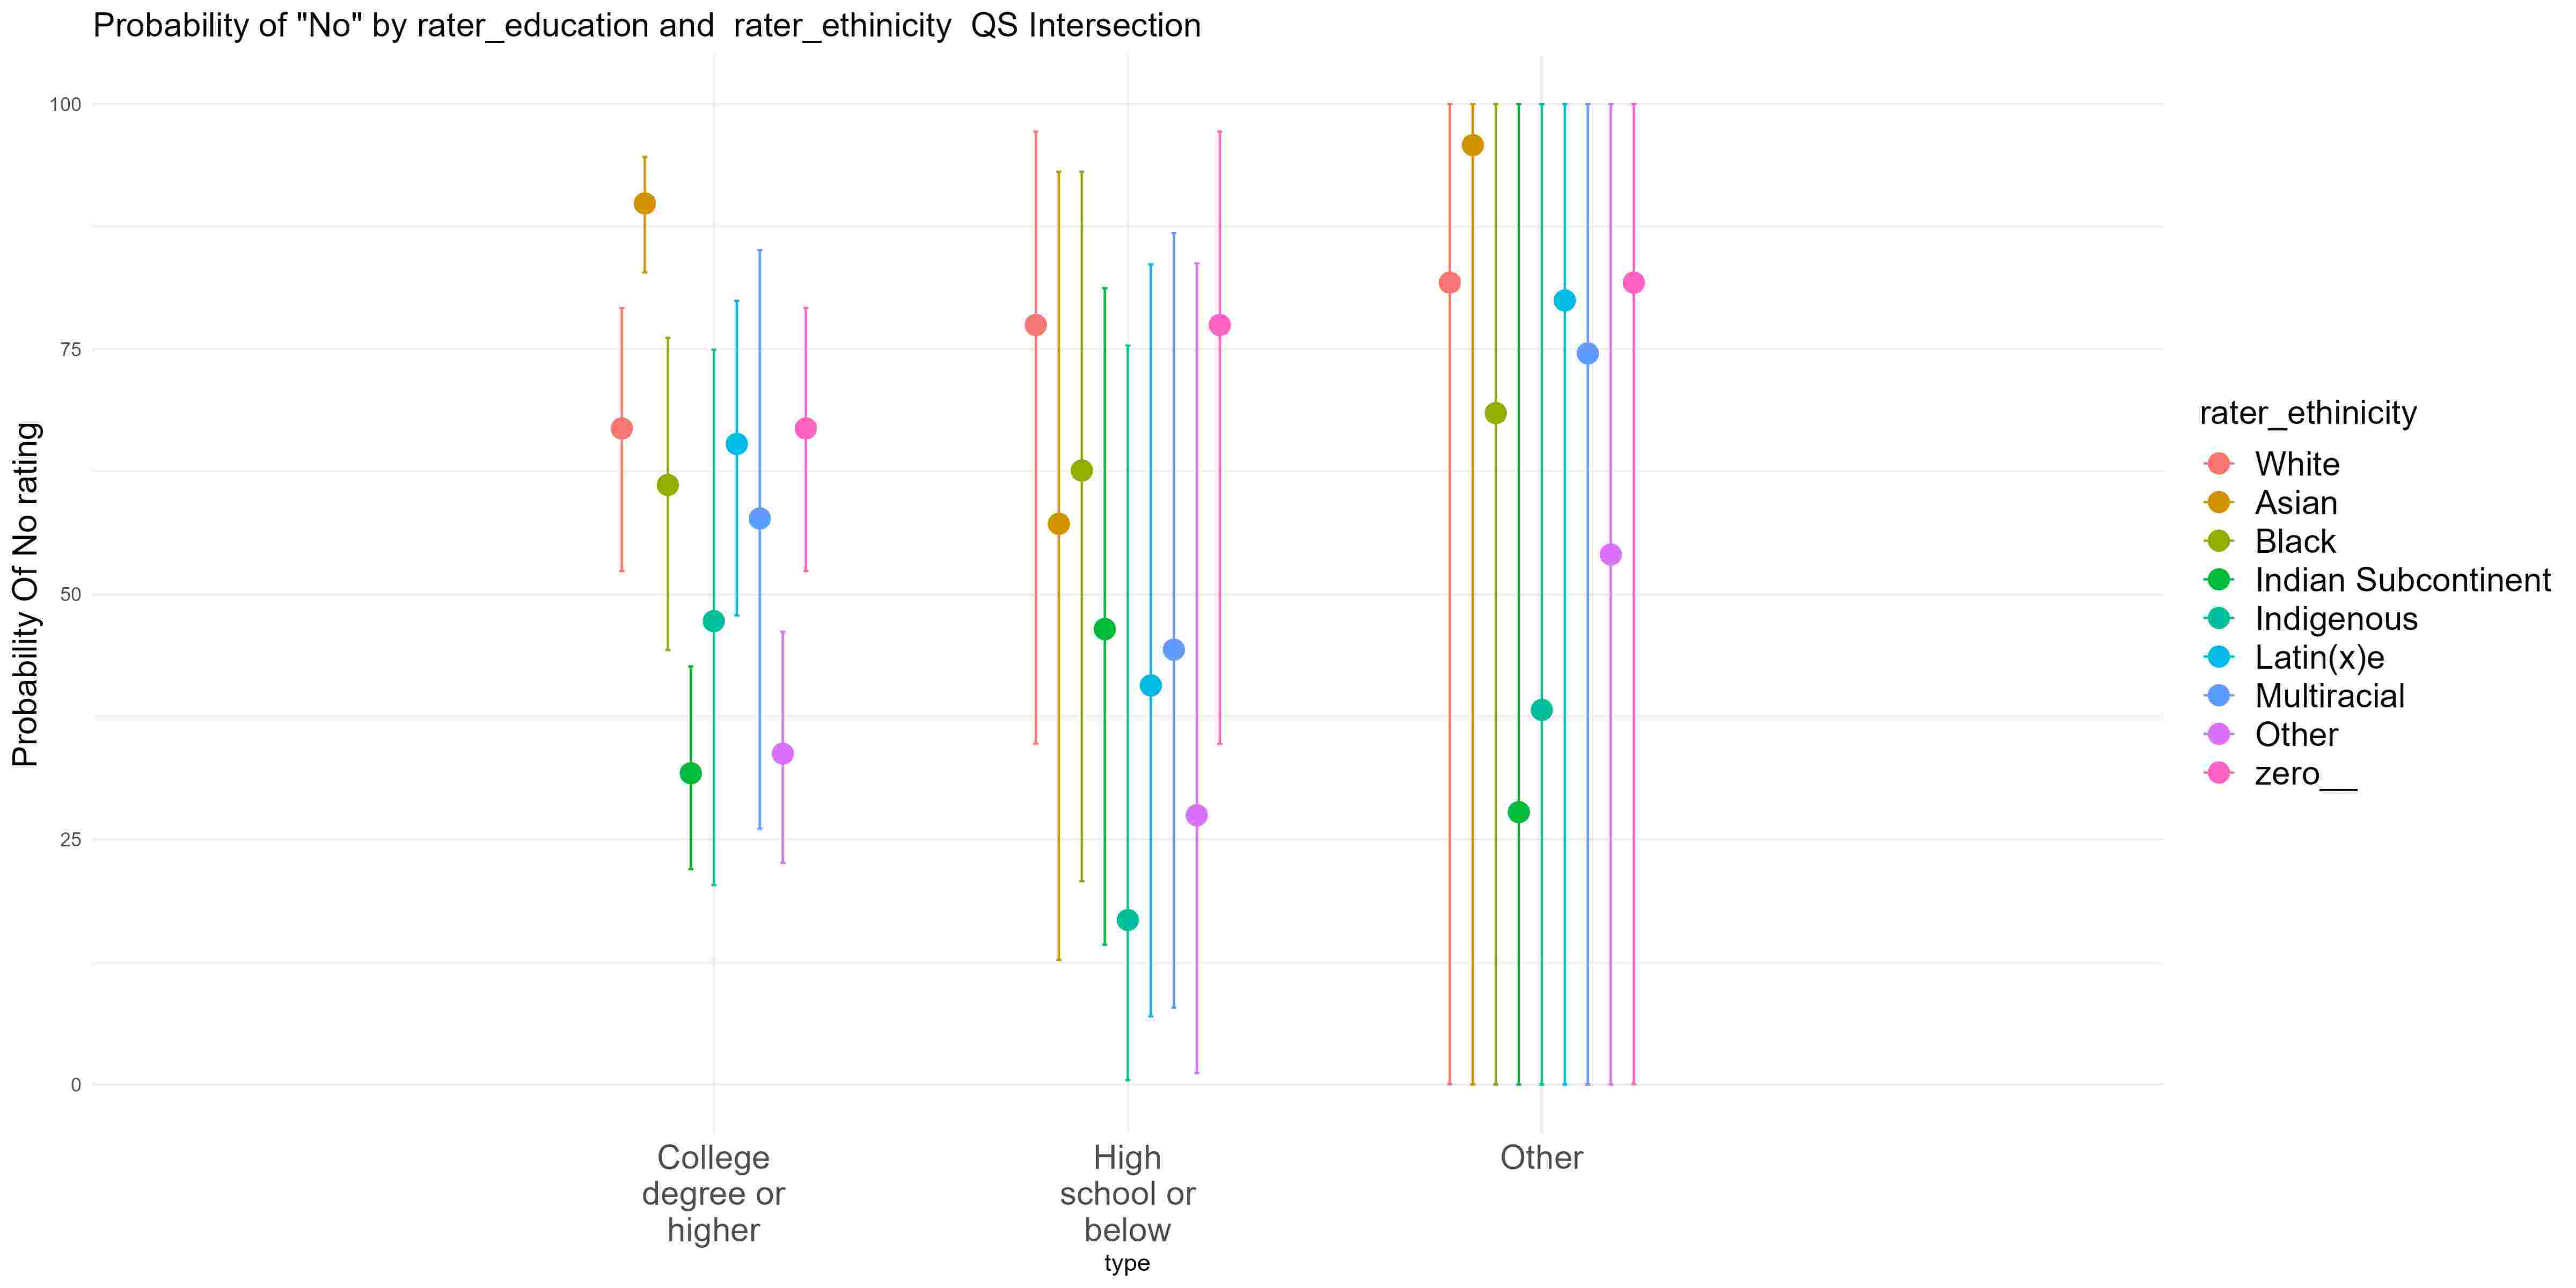 Probability of "No" by rater_education and  rater_ethinicity  QS Intersection
Probability Of No rating
100
75
50
25
0
College
degree or
higher
High
school or
below
Other
type
rater_ethinicity
White
Asian
Black
Indian Subcontinent
Indigenous
Latin(x)e
Multiracial
Other
zero__